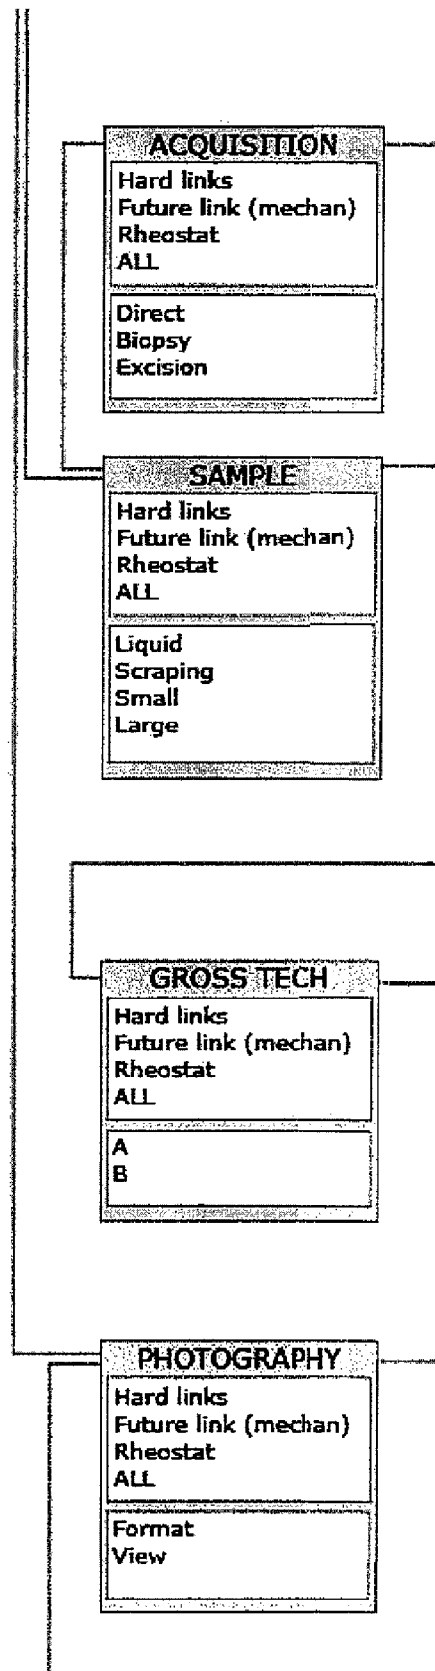 ACQUISITION
Hard links
Future link (mechan)
Rheostat
ALL
Direct
Biopsy
Excision
SAMPLE
Hard links
Future link (mechan)
Rheostat
ALL
Liquid
Scraping
Small
Large
GROSS TECH
Hard links
Future link (mechan)
Rheostat
ALL
A
B
PHOTOGRAPHY
Hard links
Future link (mechan)
Rheostat
ALL
Format
View